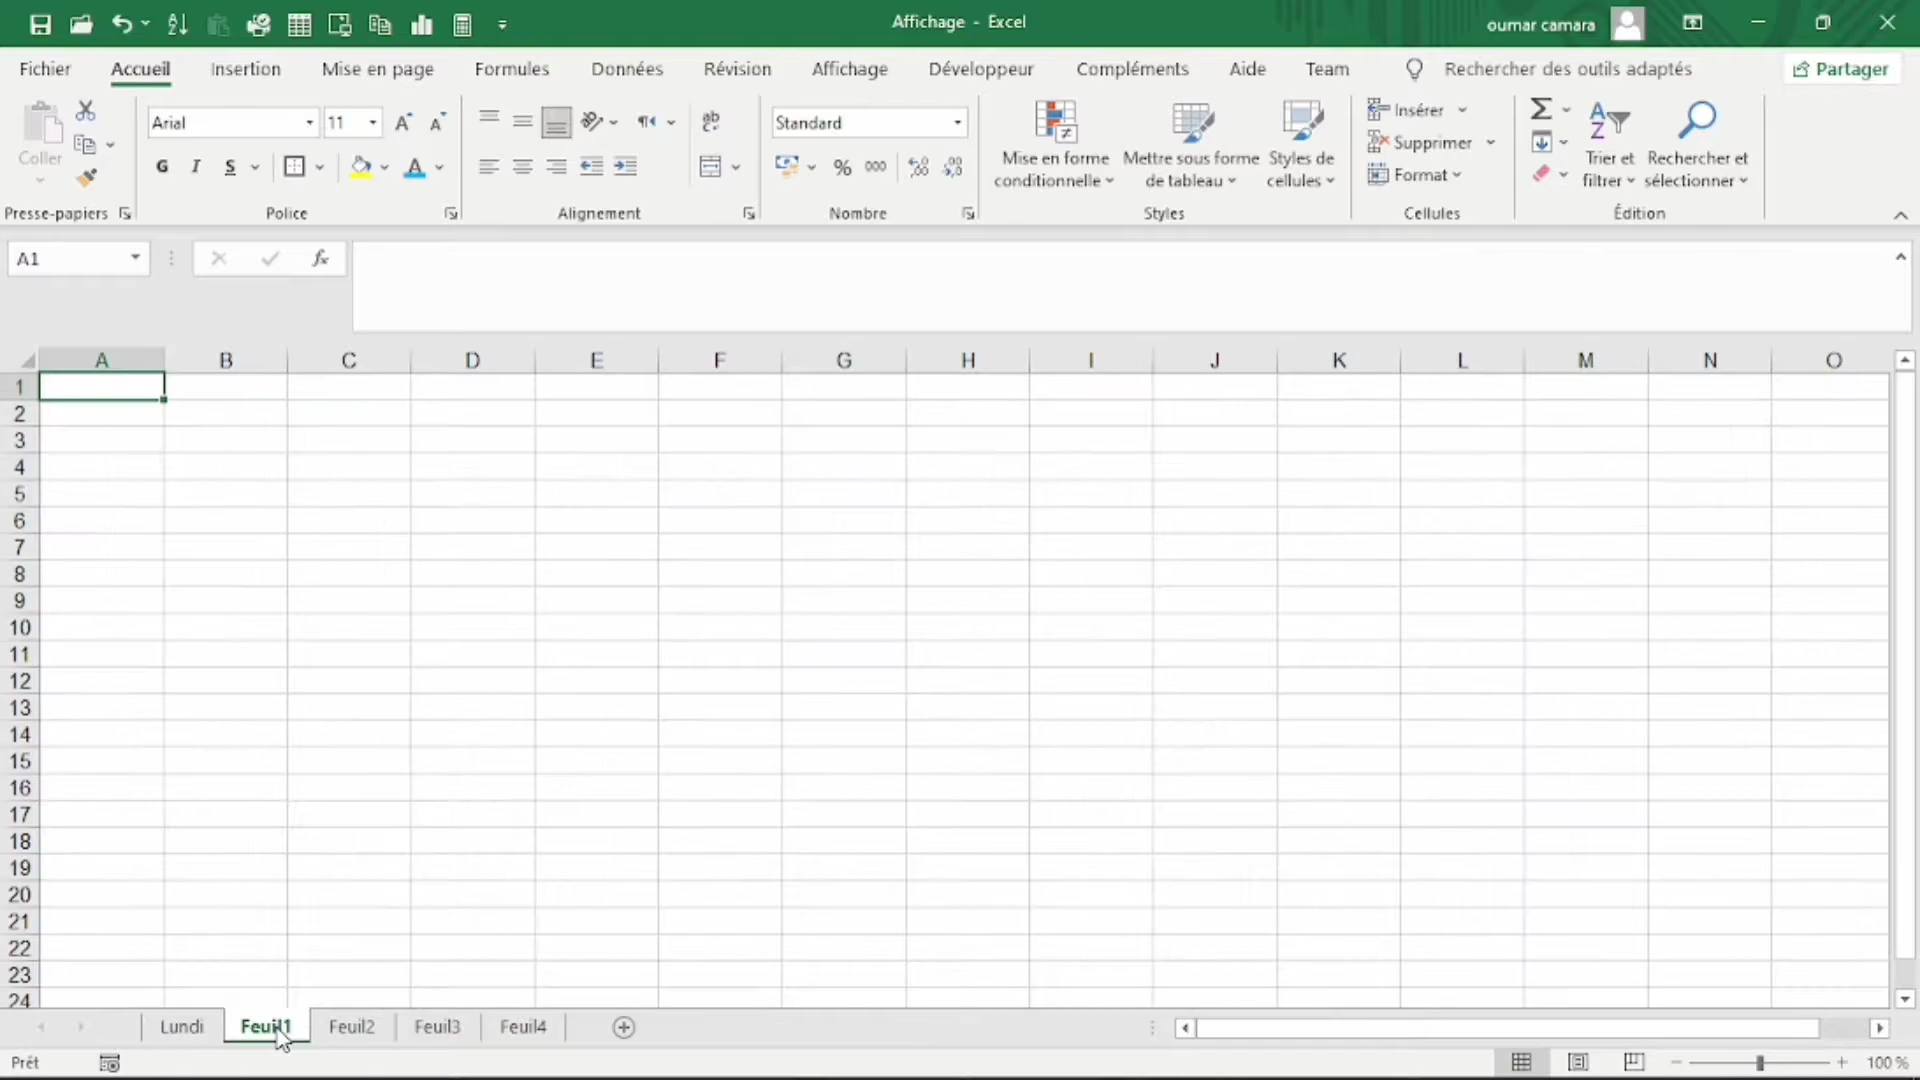 Affichage - Excel
oumar camara
Fichier Accueil Insertion Mise en page Formules Données Révision Affichage Développeur Compléments Aide Team Rechercher des outils adaptés Partager
Coller
Arial 11
G I S
Standard
% 000
Mise en forme conditionnelle
Mettre sous forme de tableau
Styles de cellules
Insérer
Supprimer
Format
Trier et filtrer
Rechercher et sélectionner
Presse-papiers Police Alignement Nombre Styles Cellules Édition
A1 fx
A B C D E F G H I J K L M N O
1
2
3
4
5
6
7
8
9
10
11
12
13
14
15
16
17
18
19
20
21
22
23
24
Lundi Feuil1 Feuil2 Feuil3 Feuil4
Prêt 100 %